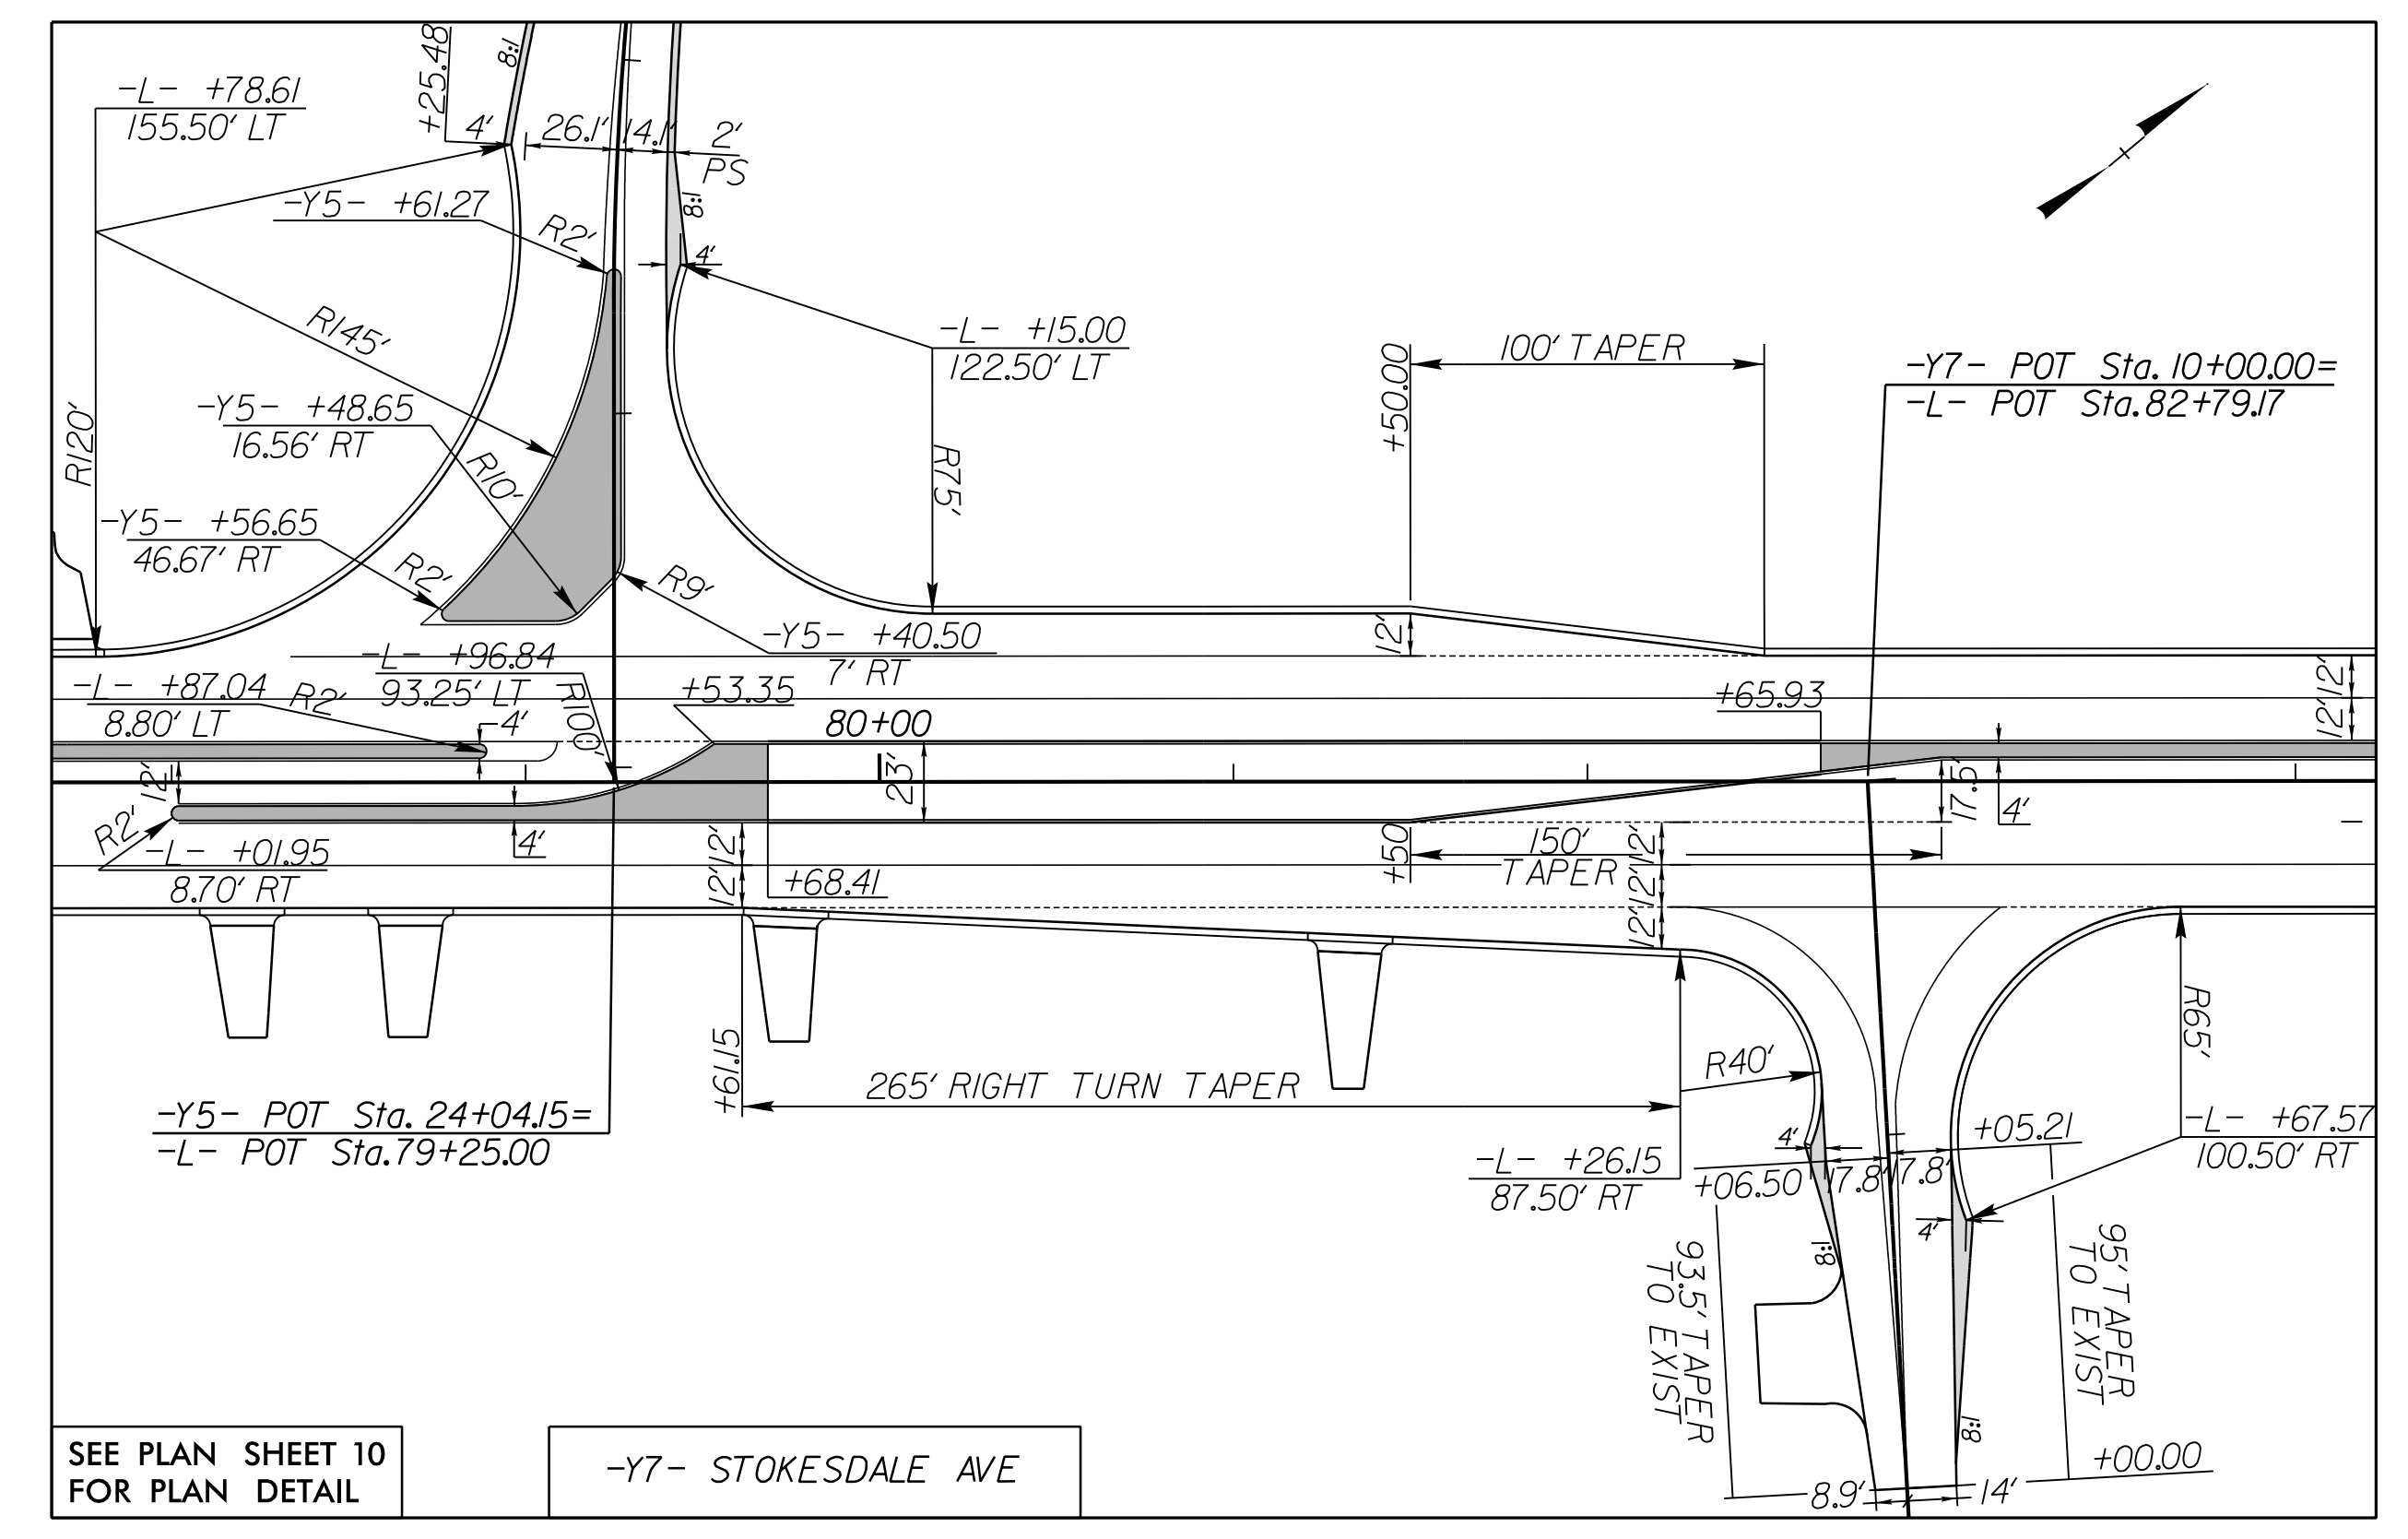 +25.48
8:1
-L- +78.61
155.50' LT
4'
26.1'
14.1'
2'
PS
-Y5- +61.27
R2'
8:1
4'
R145'
-L- +15.00
122.50' LT
100' TAPER
+50.00
-Y7- POT Sta. 10+00.00=
-L- POT Sta. 82+79.17
-Y5- +48.65
16.56' RT
R120'
R10'
R75'
-Y5- +56.65
46.67' RT
R2'
R9'
-Y5- +40.50
7' RT
12'
-L- +96.84
93.25' LT
R100'
-L- +87.04
8.80' LT
R2'
4'
+53.35
80+00
+65.93
12'
12'
12'
23'
17.5'
4'
R2'
-L- +01.95
8.70' RT
4'
12'
12'
+68.41
+50
150'
TAPER
12'
12'
12'
+61.15
265' RIGHT TURN TAPER
R40'
R65'
-Y5- POT Sta. 24+04.15=
-L- POT Sta. 79+25.00
-L- +26.15
87.50' RT
4'
+06.50
17.8'
17.8'
+05.21
-L- +67.57
100.50' RT
4'
8:1
93.5' TAPER
TO EXIST
95' TAPER
TO EXIST
8:1
+00.00
8.9'
14'
SEE PLAN SHEET 10
FOR PLAN DETAIL
-Y7- STOKESDALE AVE